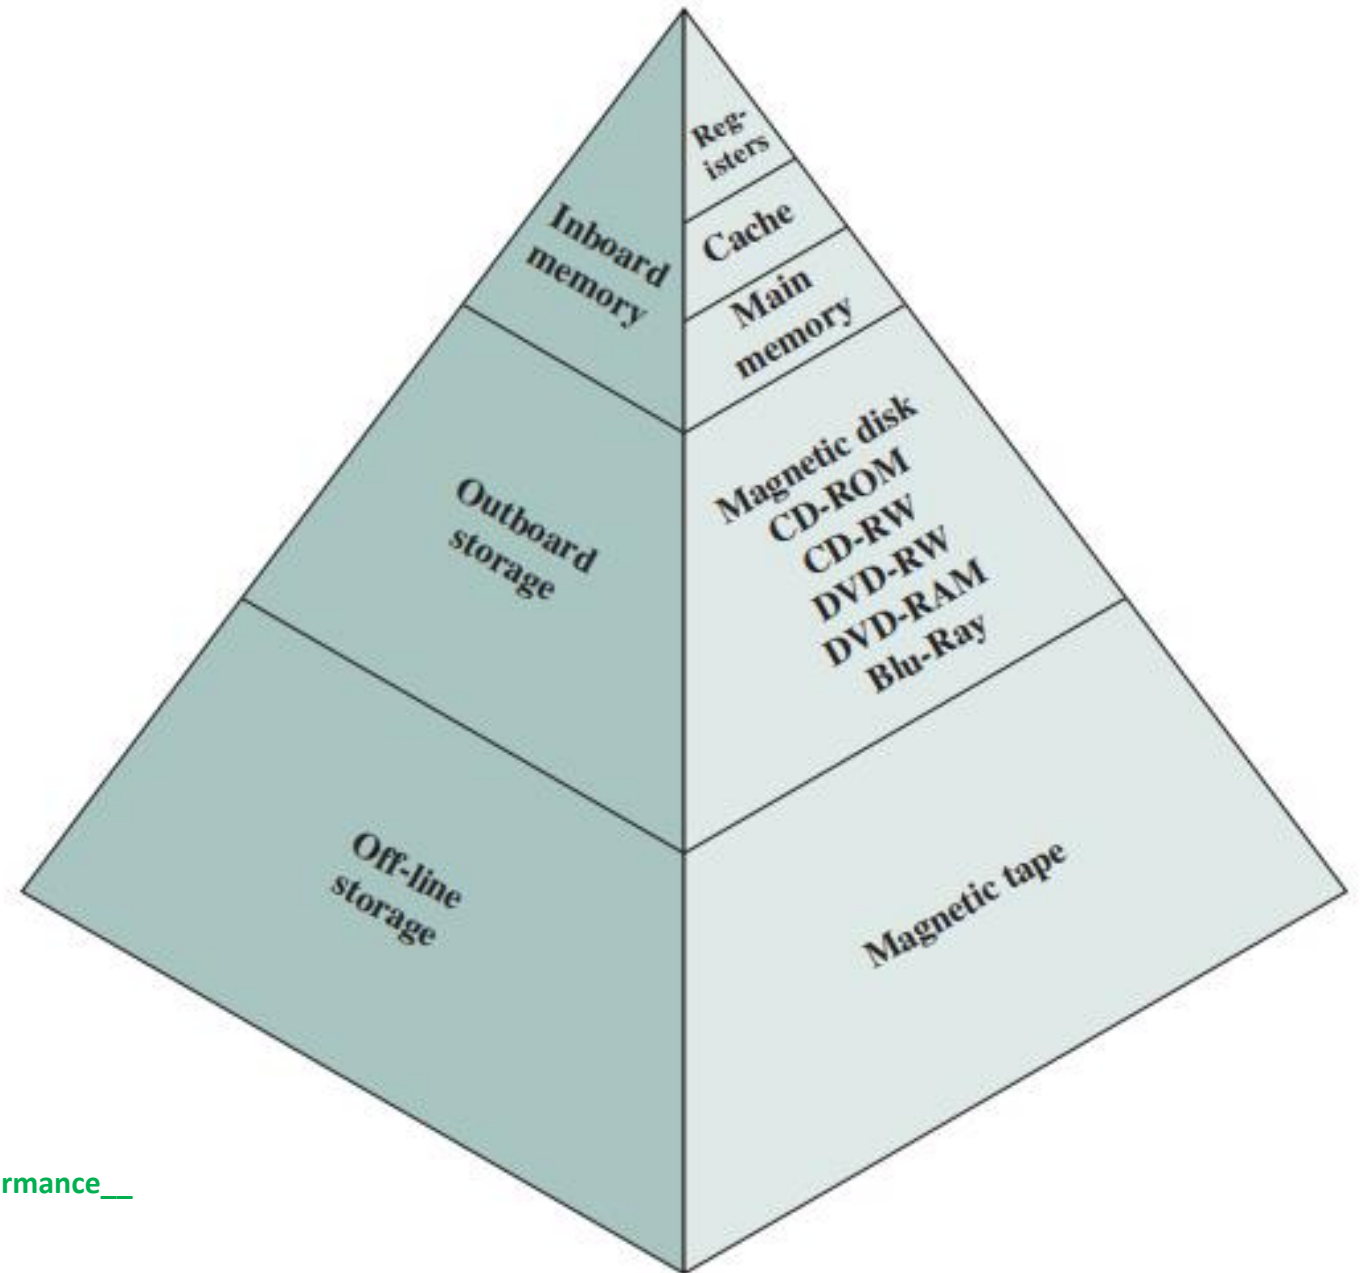 Reg-
isters
Cache
Main
memory
Inboard
memory
Magnetic disk
CD-ROM
CD-RW
DVD-RW
DVD-RAM
Blu-Ray
Outboard
storage
Magnetic tape
Off-line
storage
rmance__